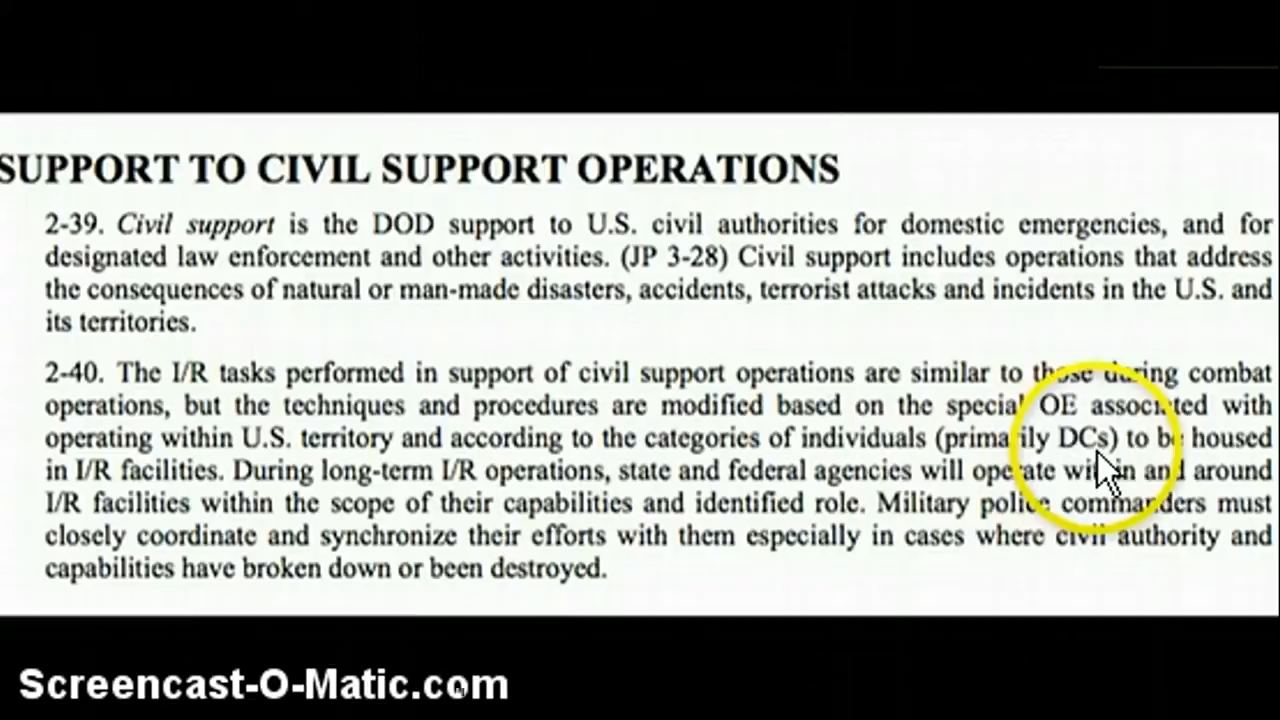 SUPPORT TO CIVIL SUPPORT OPERATIONS
2-39. Civil support is the DOD support to U.S. civil authorities for domestic emergencies, and for
designated law enforcement and other activities. (JP 3-28) Civil support includes operations that address
the consequences of natural or man-made disasters, accidents, terrorist attacks and incidents in the U.S. and
its territories.
2-40. The I/R tasks performed in support of civil support operations are similar to those during combat
operations, but the techniques and procedures are modified based on the special OE associated with
operating within U.S. territory and according to the categories of individuals (primarily DCs) to be housed
in I/R facilities. During long-term I/R operations, state and federal agencies will operate within and around
I/R facilities within the scope of their capabilities and identified role. Military police commanders must
closely coordinate and synchronize their efforts with them especially in cases where civil authority and
capabilities have broken down or been destroyed.
Screencast-O-Matic.com